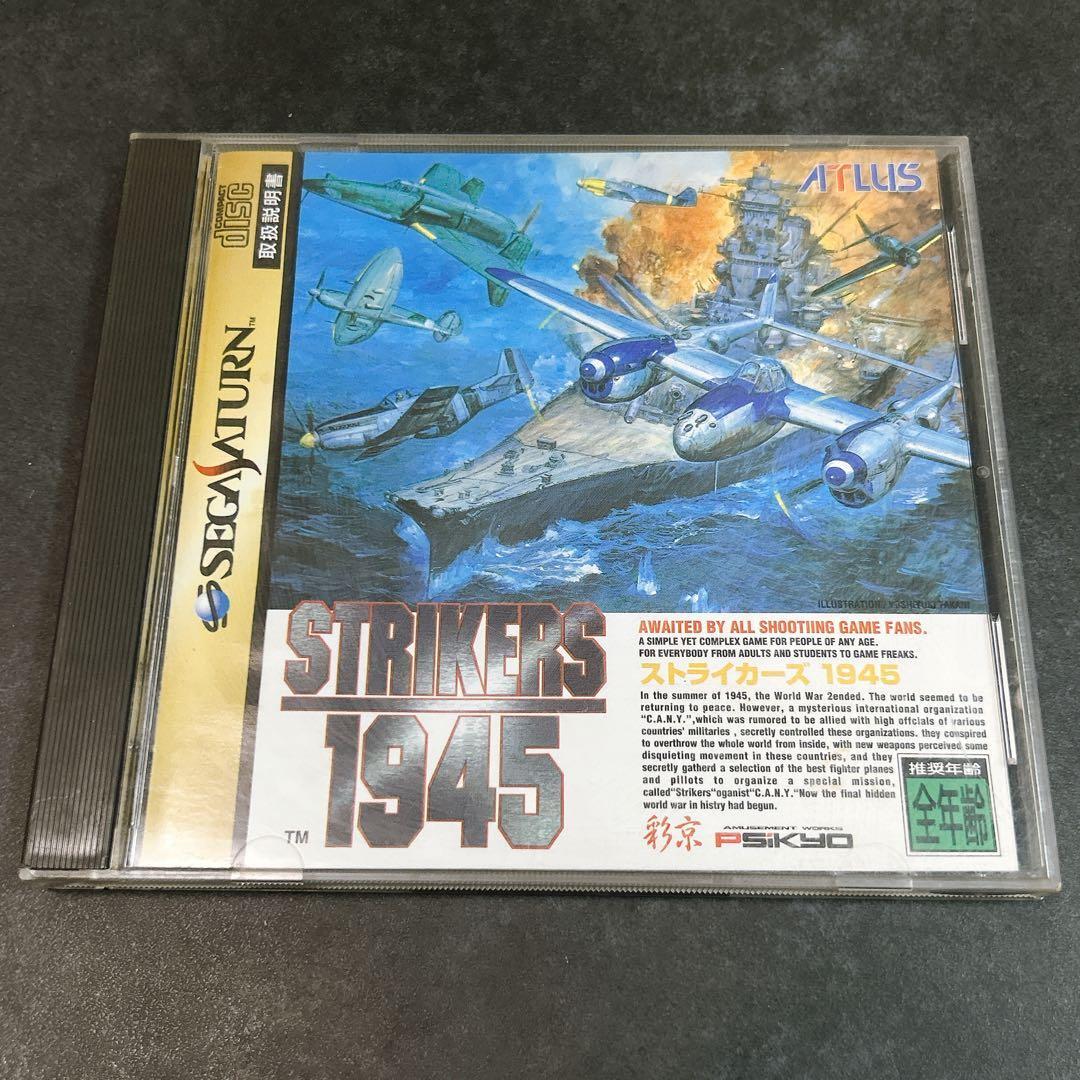 COMPACT
disc
取扱説明書
SEGA SATURN™
ATLUS
ILLUSTRATION: YOSHIYUKI TAKANI
STRIKERS
1945
TM
AWAITED BY ALL SHOOTIING GAME FANS.
A SIMPLE YET COMPLEX GAME FOR PEOPLE OF ANY AGE.
FOR EVERYBODY FROM ADULTS AND STUDENTS TO GAME FREAKS.
ストライカーズ 1945
In the summer of 1945, the World War 2ended. The world seemed to be
returning to peace. However, a mysterious international organization
"C.A.N.Y.",which was rumored to be allied with high offcials of various
countries' militaries , secretly controlled these organizations. they conspired
to overthrow the whole world from inside, with new weapons perceived some
disquieting movement in these countries, and they
secretly gatherd a selection of the best fighter planes
and pilots to organize a special mission,
called"Strikers"oganist"C.A.N.Y."Now the final hidden
world war in histry had begun.
彩京
AMUSEMENT WORKS
PSiKYO
推奨年齢
全年齢